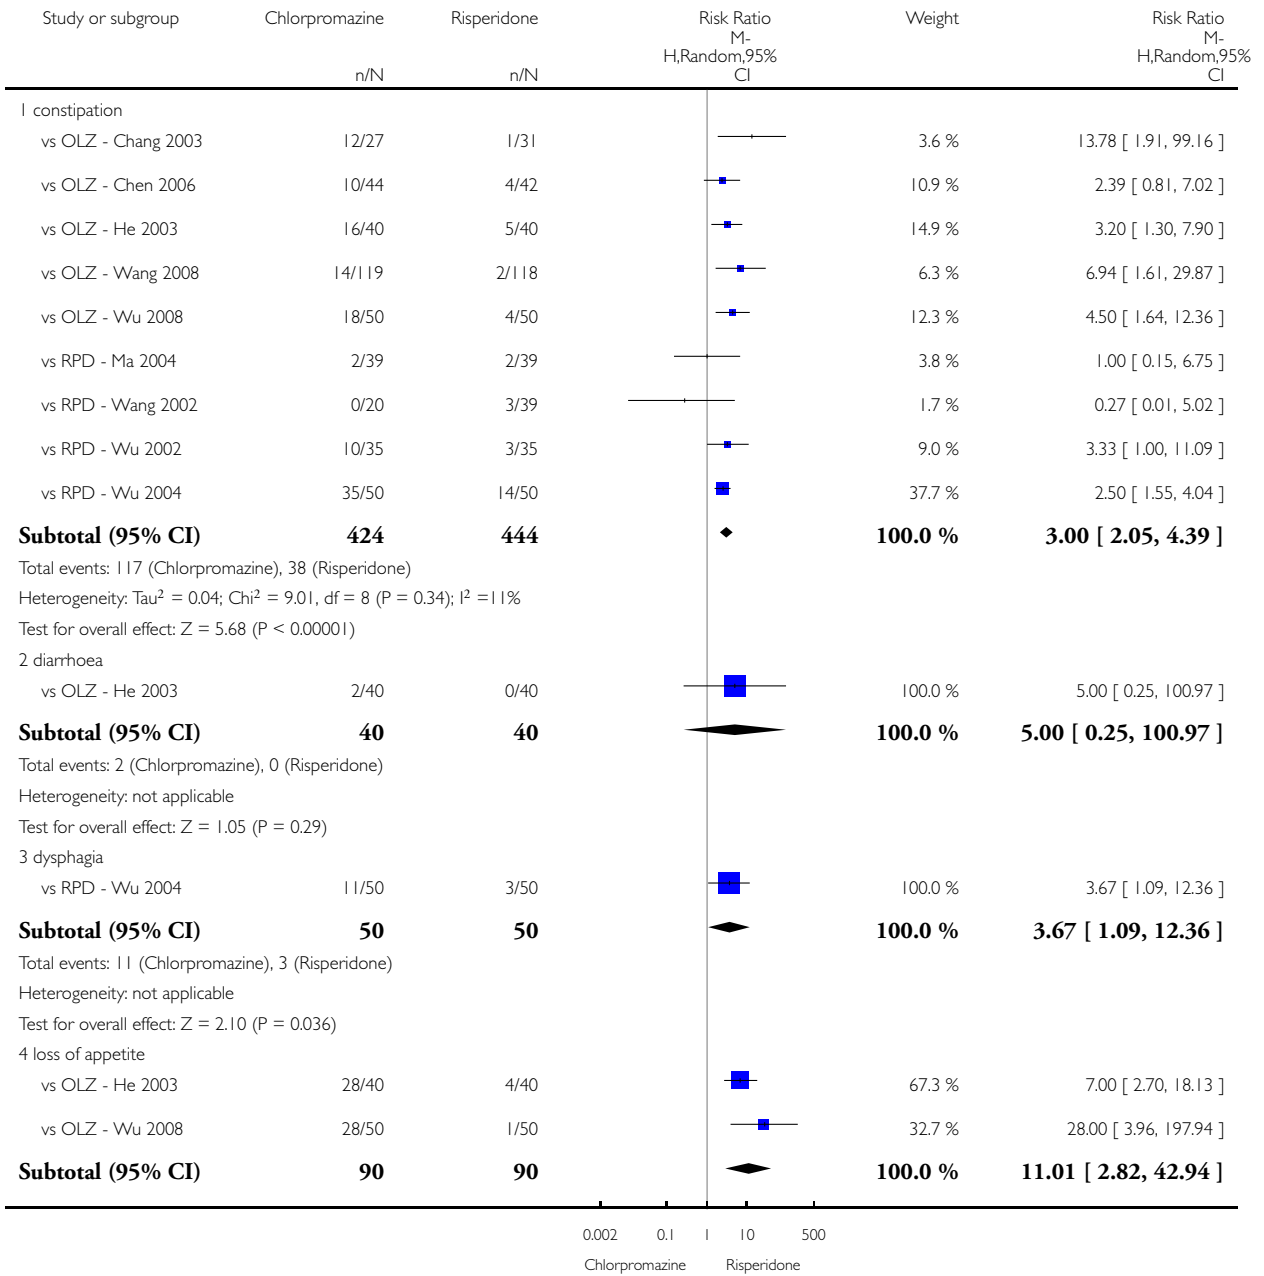 Study or subgroup Chlorpromazine Risperidone Risk Ratio Weight Risk Ratio
M- M-
H,Random,95% H,Random,95%
n/N n/N CI CI
1 constipation
vs OLZ - Chang 2003 12/27 1/31 3.6 % 13.78 [ 1.91, 99.16 ]
vs OLZ - Chen 2006 10/44 4/42 10.9 % 2.39 [ 0.81, 7.02 ]
vs OLZ - He 2003 16/40 5/40 14.9 % 3.20 [ 1.30, 7.90 ]
vs OLZ - Wang 2008 14/119 2/118 6.3 % 6.94 [ 1.61, 29.87 ]
vs OLZ - Wu 2008 18/50 4/50 12.3 % 4.50 [ 1.64, 12.36 ]
vs RPD - Ma 2004 2/39 2/39 3.8 % 1.00 [ 0.15, 6.75 ]
vs RPD - Wang 2002 0/20 3/39 1.7 % 0.27 [ 0.01, 5.02 ]
vs RPD - Wu 2002 10/35 3/35 9.0 % 3.33 [ 1.00, 11.09 ]
vs RPD - Wu 2004 35/50 14/50 37.7 % 2.50 [ 1.55, 4.04 ]
Subtotal (95% CI) 424 444 100.0 % 3.00 [ 2.05, 4.39 ]
Total events: 117 (Chlorpromazine), 38 (Risperidone)
Heterogeneity: Tau² = 0.04; Chi² = 9.01, df = 8 (P = 0.34); I² =11%
Test for overall effect: Z = 5.68 (P < 0.00001)
2 diarrhoea
vs OLZ - He 2003 2/40 0/40 100.0 % 5.00 [ 0.25, 100.97 ]
Subtotal (95% CI) 40 40 100.0 % 5.00 [ 0.25, 100.97 ]
Total events: 2 (Chlorpromazine), 0 (Risperidone)
Heterogeneity: not applicable
Test for overall effect: Z = 1.05 (P = 0.29)
3 dysphagia
vs RPD - Wu 2004 11/50 3/50 100.0 % 3.67 [ 1.09, 12.36 ]
Subtotal (95% CI) 50 50 100.0 % 3.67 [ 1.09, 12.36 ]
Total events: 11 (Chlorpromazine), 3 (Risperidone)
Heterogeneity: not applicable
Test for overall effect: Z = 2.10 (P = 0.036)
4 loss of appetite
vs OLZ - He 2003 28/40 4/40 67.3 % 7.00 [ 2.70, 18.13 ]
vs OLZ - Wu 2008 28/50 1/50 32.7 % 28.00 [ 3.96, 197.94 ]
Subtotal (95% CI) 90 90 100.0 % 11.01 [ 2.82, 42.94 ]
0.002 0.1 1 10 500
Chlorpromazine Risperidone